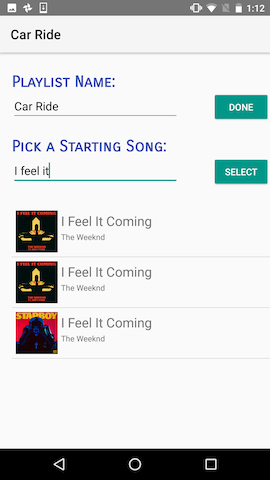 1:12
Car Ride
Playlist Name:
Car Ride
DONE
Pick a Starting Song:
I feel it
SELECT
I Feel It Coming
The Weeknd
I Feel It Coming
The Weeknd
STARBOY
I Feel It Coming
The Weeknd